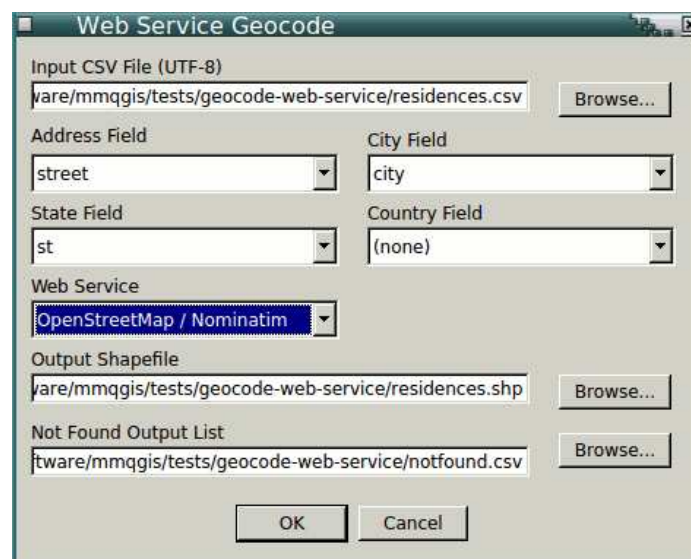 Web Service Geocode
Input CSV File (UTF-8)
ware/mmqgis/tests/geocode-web-service/residences.csv Browse...
Address Field City Field
street city
State Field Country Field
st (none)
Web Service
OpenStreetMap / Nominatim
Output Shapefile
ware/mmqgis/tests/geocode-web-service/residences.shp Browse...
Not Found Output List
ftware/mmqgis/tests/geocode-web-service/notfound.csv Browse...
OK Cancel